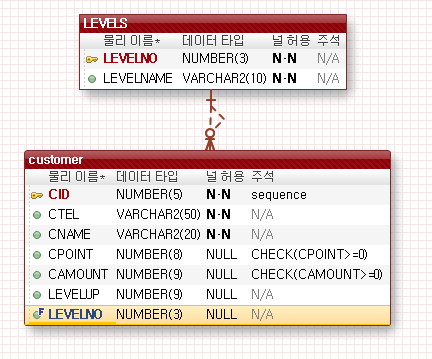 LEVELS
물리 이름* 데이터 타입 널 허용 주석
LEVELNO NUMBER(3) N·N N/A
LEVELNAME VARCHAR2(10) N·N N/A
customer
물리 이름* 데이터 타입 널 허용 주석
CID NUMBER(5) N·N sequence
CTEL VARCHAR2(50) N·N N/A
CNAME VARCHAR2(20) N·N N/A
CPOINT NUMBER(8) NULL CHECK(CPOINT>=0)
CAMOUNT NUMBER(9) NULL CHECK(CAMOUNT>=0)
LEVELUP NUMBER(9) NULL N/A
F LEVELNO NUMBER(3) NULL N/A